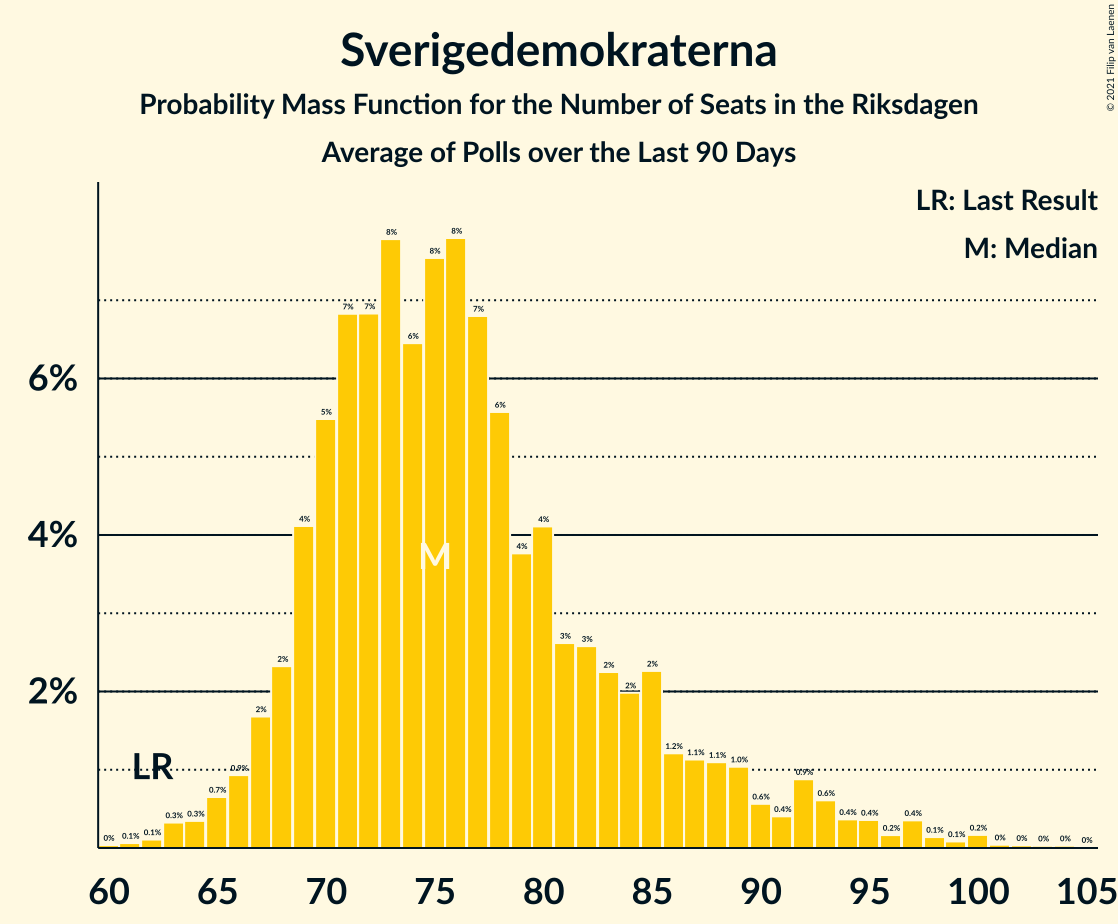 Sverigedemokraterna
Probability Mass Function for the Number of Seats in the Riksdagen
Average of Polls over the Last 90 Days
© 2021 Filip van Laenen
LR: Last Result
M: Median
6%
4%
2%
LR
M
0% 0.1% 0.1% 0.3% 0.3% 0.7% 0.9% 2% 2% 4% 5% 7% 7% 8% 6% 8% 8% 7% 6% 4% 4% 3% 3% 2% 2% 2% 1.2% 1.1% 1.1% 1.0% 0.6% 0.4% 0.9% 0.6% 0.4% 0.4% 0.2% 0.4% 0.1% 0.1% 0.2% 0% 0% 0% 0% 0%
60 65 70 75 80 85 90 95 100 105